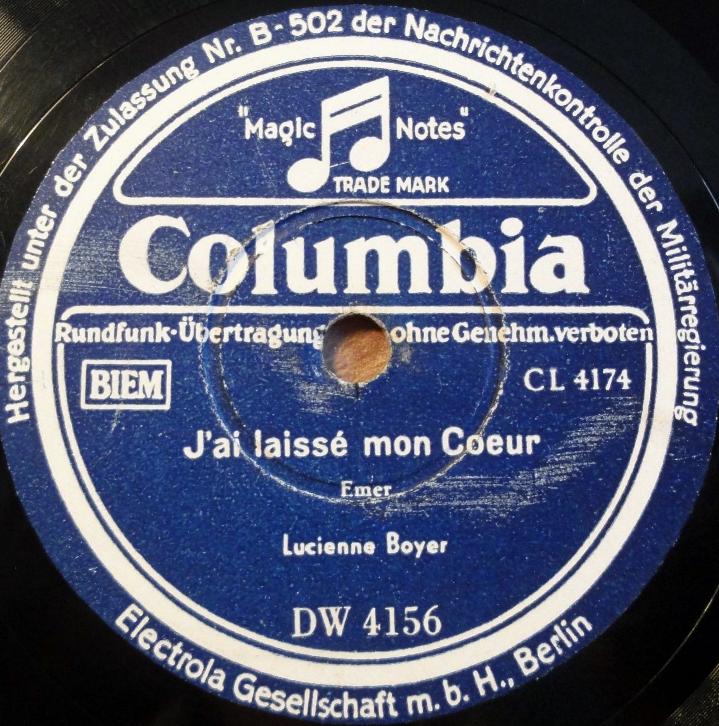 Hergestellt unter der Zulassung Nr. B-502 der Nachrichtenkontrolle der Militärregierung
"Magic Notes"
TRADE MARK
Columbia
Rundfunk-Übertragung ohne Genehm. verboten
BIEM
CL 4174
J'ai laissé mon Coeur
Emer
Lucienne Boyer
DW 4156
Electrola Gesellschaft m. b. H., Berlin